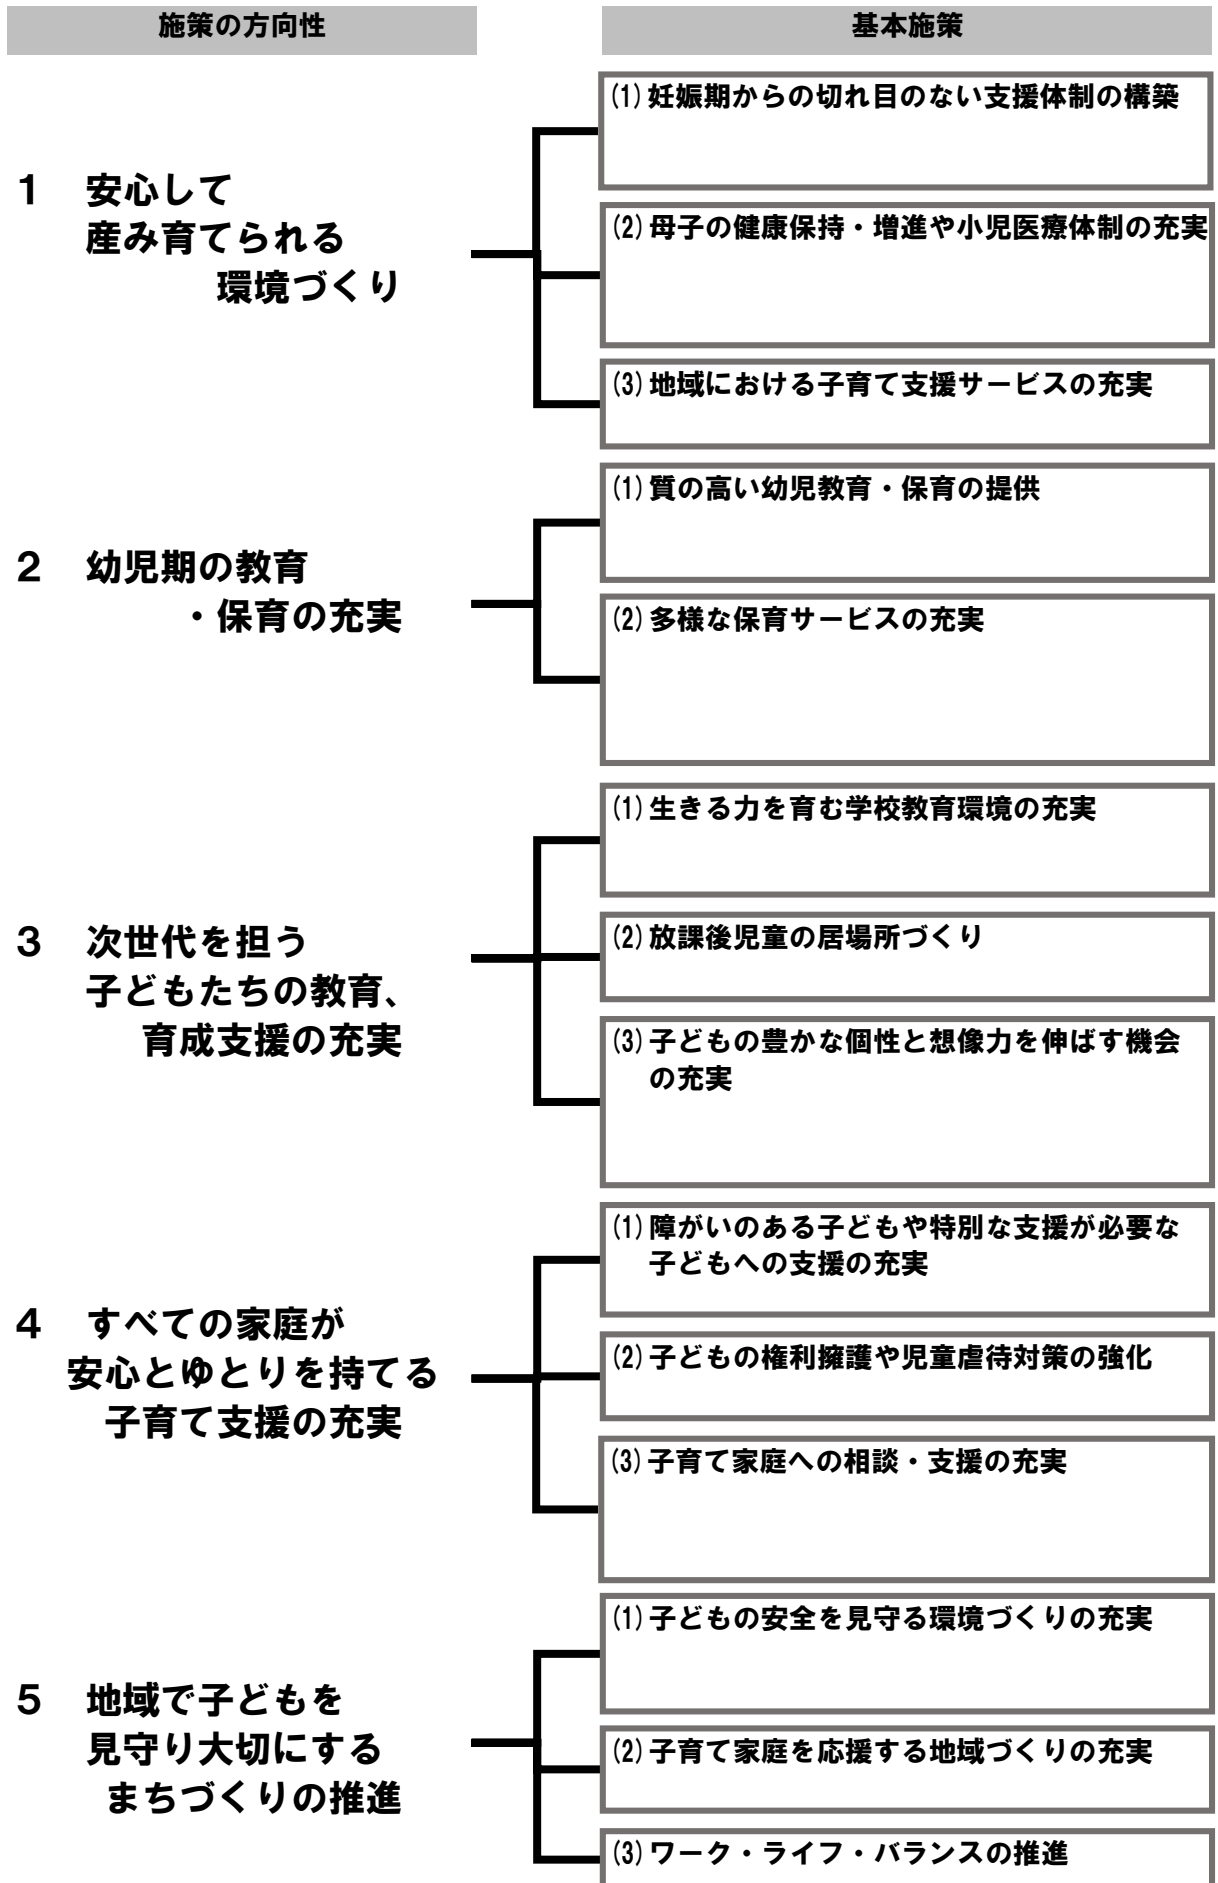 施策の方向性
基本施策
1 安心して
産み育てられる
環境づくり
(1)妊娠期からの切れ目のない支援体制の構築
(2)母子の健康保持・増進や小児医療体制の充実
(3)地域における子育て支援サービスの充実
2 幼児期の教育
・保育の充実
(1)質の高い幼児教育・保育の提供
(2)多様な保育サービスの充実
3 次世代を担う
子どもたちの教育、
育成支援の充実
(1)生きる力を育む学校教育環境の充実
(2)放課後児童の居場所づくり
(3)子どもの豊かな個性と想像力を伸ばす機会
の充実
4 すべての家庭が
安心とゆとりを持てる
子育て支援の充実
(1)障がいのある子どもや特別な支援が必要な
子どもへの支援の充実
(2)子どもの権利擁護や児童虐待対策の強化
(3)子育て家庭への相談・支援の充実
5 地域で子どもを
見守り大切にする
まちづくりの推進
(1)子どもの安全を見守る環境づくりの充実
(2)子育て家庭を応援する地域づくりの充実
(3)ワーク・ライフ・バランスの推進